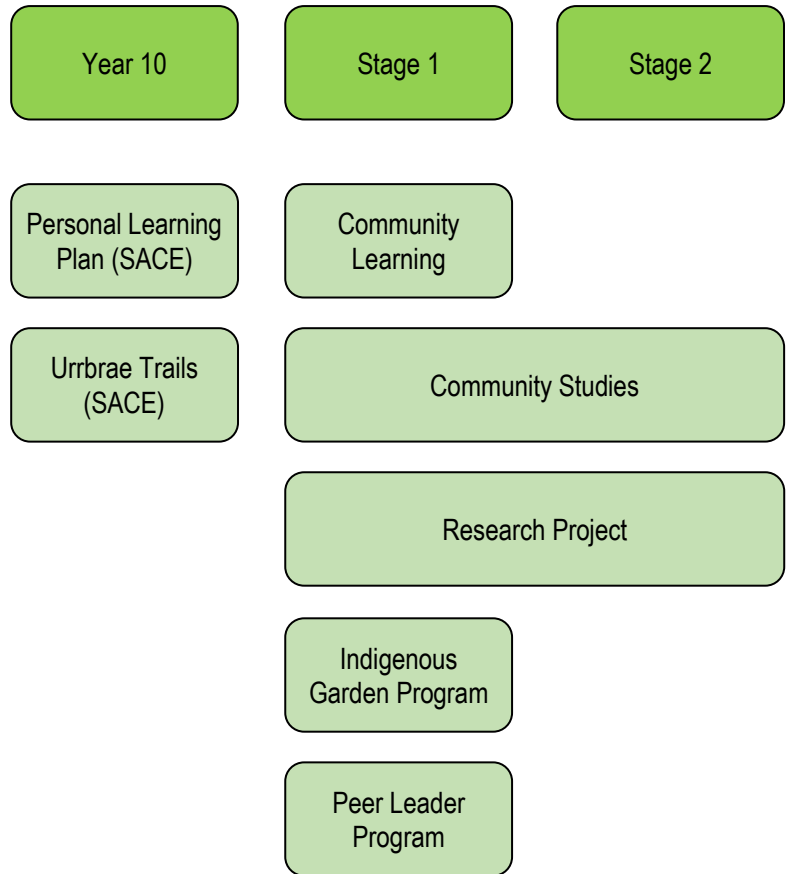 Year 10
Stage 1
Stage 2
Personal Learning
Plan (SACE)
Community
Learning
Urrbrae Trails
(SACE)
Community Studies
Research Project
Indigenous
Garden Program
Peer Leader
Program